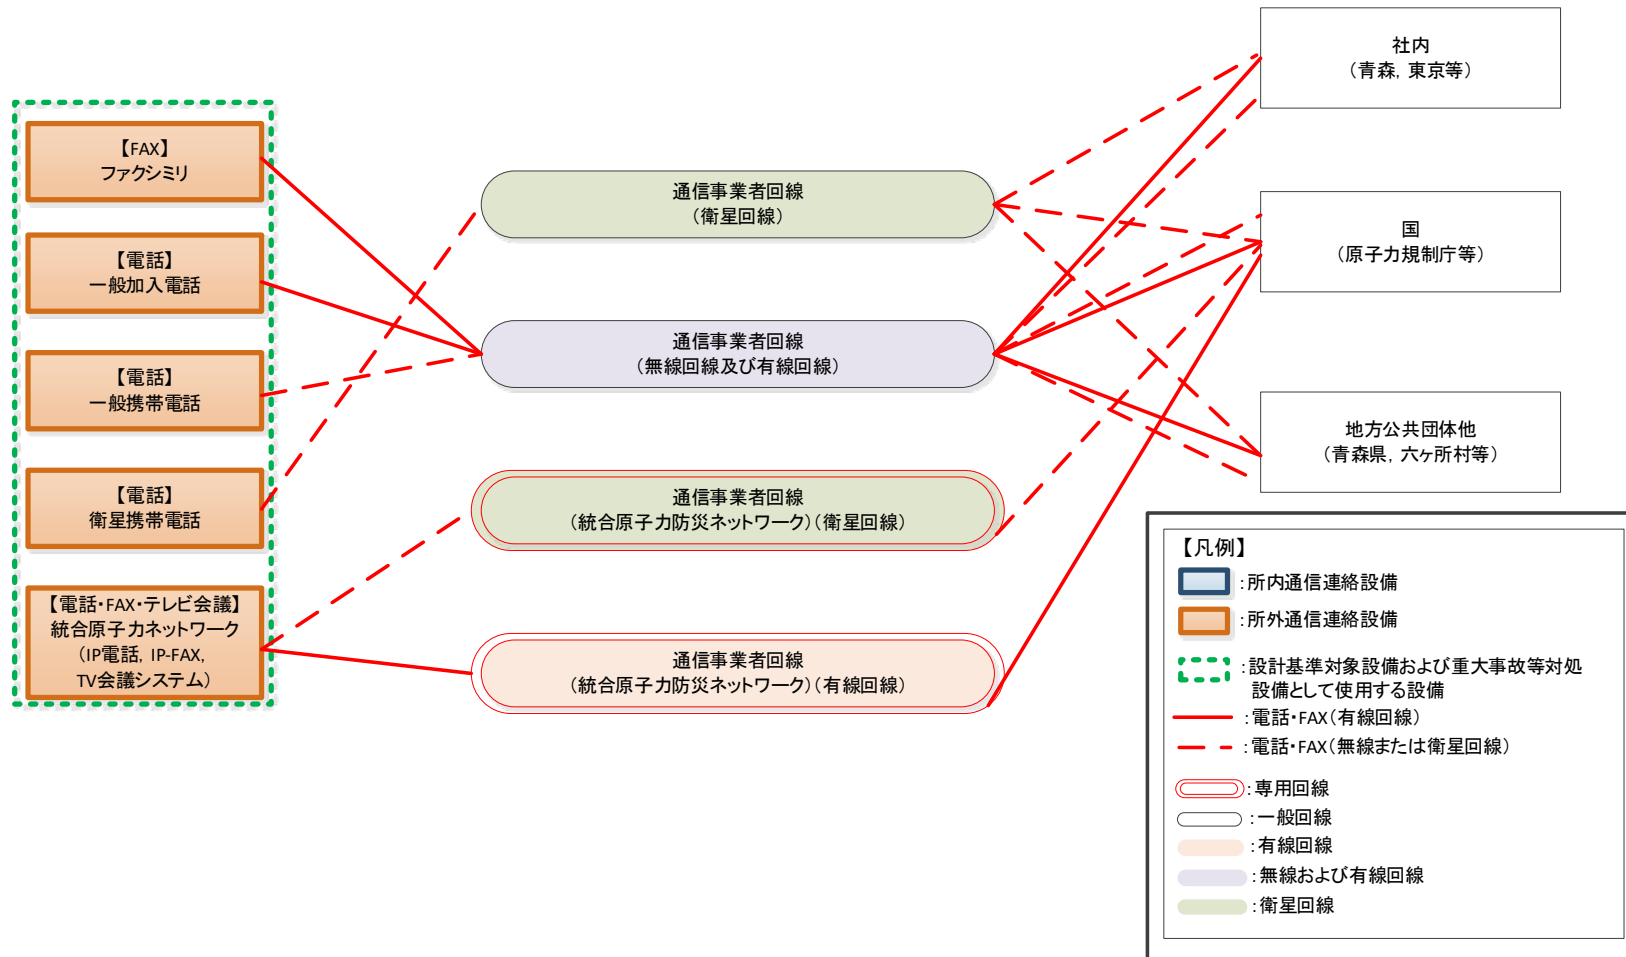 【FAX】
ファクシミリ
【電話】
一般加入電話
【電話】
一般携帯電話
【電話】
衛星携帯電話
【電話・FAX・テレビ会議】
統合原子力ネットワーク
（IP電話, IP-FAX,
TV会議システム）
通信事業者回線
（衛星回線）
通信事業者回線
（無線回線及び有線回線）
通信事業者回線
（統合原子力防災ネットワーク）（衛星回線）
通信事業者回線
（統合原子力防災ネットワーク）（有線回線）
社内
（青森, 東京等）
国
（原子力規制庁等）
地方公共団体他
（青森県, 六ヶ所村等）
【凡例】
：所内通信連絡設備
：所外通信連絡設備
：設計基準対象設備および重大事故等対処
設備として使用する設備
：電話・FAX（有線回線）
：電話・FAX（無線または衛星回線）
：専用回線
：一般回線
：有線回線
：無線および有線回線
：衛星回線